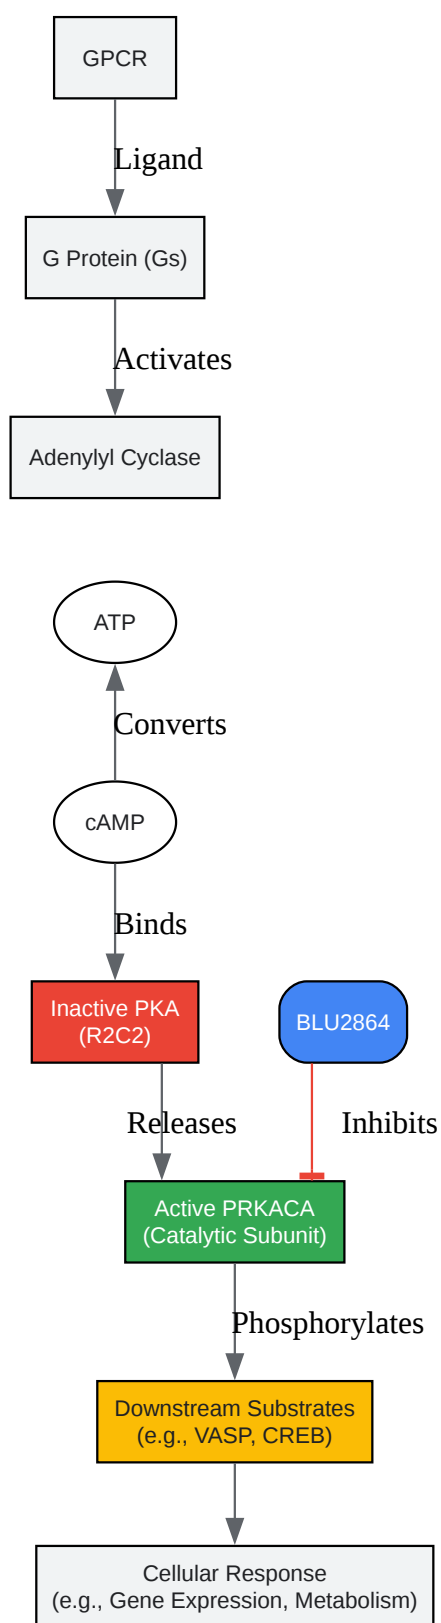 GPCR
Ligand
G Protein (Gs)
Activates
Adenylyl Cyclase
ATP
Converts
cAMP
Binds
Inactive PKA
(R2C2)
BLU2864
Releases
Inhibits
Active PRKACA
(Catalytic Subunit)
Phosphorylates
Downstream Substrates
(e.g., VASP, CREB)
Cellular Response
(e.g., Gene Expression, Metabolism)